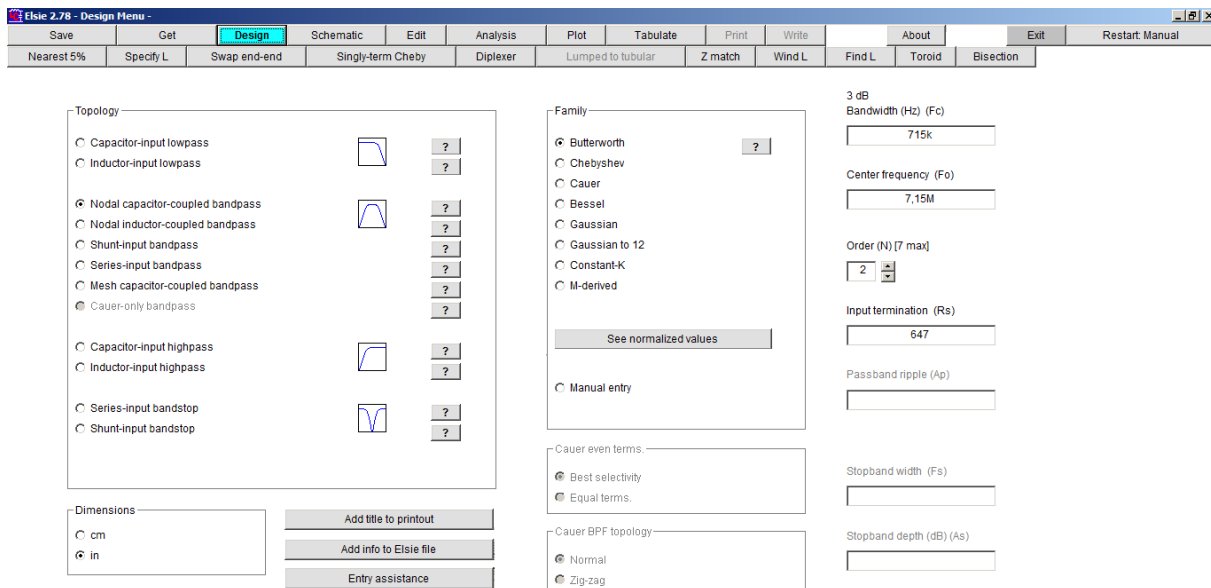 Elsie 2.78 - Design Menu -
Save Get Design Schematic Edit Analysis Plot Tabulate Print Write About Exit Restart: Manual
Nearest 5% Specify L Swap end-end Singly-term Cheby Diplexer Lumped to tubular Z match Wind L Find L Toroid Bisection
Topology
Capacitor-input lowpass ?
Inductor-input lowpass ?
Nodal capacitor-coupled bandpass ?
Nodal inductor-coupled bandpass ?
Shunt-input bandpass ?
Series-input bandpass ?
Mesh capacitor-coupled bandpass ?
Cauer-only bandpass ?
Capacitor-input highpass ?
Inductor-input highpass ?
Series-input bandstop ?
Shunt-input bandstop ?
Dimensions
cm
in
Add title to printout
Add info to Elsie file
Entry assistance
Family
Butterworth ?
Chebyshev
Cauer
Bessel
Gaussian
Gaussian to 12
Constant-K
M-derived
See normalized values
Manual entry
Cauer even terms.
Best selectivity
Equal terms.
Cauer BPF topology
Normal
Zig-zag
3 dB
Bandwidth (Hz) (Fc)
715k
Center frequency (Fo)
7,15M
Order (N) [7 max]
2
Input termination (Rs)
647
Passband ripple (Ap)
Stopband width (Fs)
Stopband depth (dB) (As)